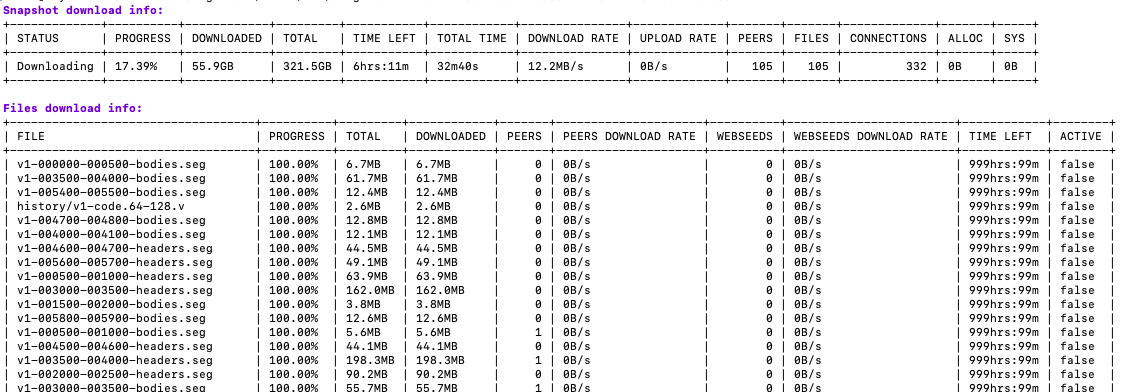 Snapshot download info:
| STATUS | PROGRESS | DOWNLOADED | TOTAL | TIME LEFT | TOTAL TIME | DOWNLOAD RATE | UPLOAD RATE | PEERS | FILES | CONNECTIONS | ALLOC | SYS |
| Downloading | 17.39% | 55.9GB | 321.5GB | 6hrs:11m | 32m40s | 12.2MB/s | 0B/s | 105 | 105 | 332 | 0B | 0B |
Files download info:
| FILE | PROGRESS | TOTAL | DOWNLOADED | PEERS | PEERS DOWNLOAD RATE | WEBSEEDS | WEBSEEDS DOWNLOAD RATE | TIME LEFT | ACTIVE |
| v1-000000-000500-bodies.seg | 100.00% | 6.7MB | 6.7MB | 0 | 0B/s | 0 | 0B/s | 999hrs:99m | false |
| v1-003500-004000-bodies.seg | 100.00% | 61.7MB | 61.7MB | 0 | 0B/s | 0 | 0B/s | 999hrs:99m | false |
| v1-005400-005500-bodies.seg | 100.00% | 12.4MB | 12.4MB | 0 | 0B/s | 0 | 0B/s | 999hrs:99m | false |
| history/v1-code.64-128.v | 100.00% | 2.6MB | 2.6MB | 0 | 0B/s | 0 | 0B/s | 999hrs:99m | false |
| v1-004700-004800-bodies.seg | 100.00% | 12.8MB | 12.8MB | 0 | 0B/s | 0 | 0B/s | 999hrs:99m | false |
| v1-004000-004100-bodies.seg | 100.00% | 12.1MB | 12.1MB | 0 | 0B/s | 0 | 0B/s | 999hrs:99m | false |
| v1-004600-004700-headers.seg | 100.00% | 44.5MB | 44.5MB | 0 | 0B/s | 0 | 0B/s | 999hrs:99m | false |
| v1-005600-005700-headers.seg | 100.00% | 49.1MB | 49.1MB | 0 | 0B/s | 0 | 0B/s | 999hrs:99m | false |
| v1-000500-001000-headers.seg | 100.00% | 63.9MB | 63.9MB | 0 | 0B/s | 0 | 0B/s | 999hrs:99m | false |
| v1-003000-003500-headers.seg | 100.00% | 162.0MB | 162.0MB | 0 | 0B/s | 0 | 0B/s | 999hrs:99m | false |
| v1-001500-002000-bodies.seg | 100.00% | 3.8MB | 3.8MB | 0 | 0B/s | 0 | 0B/s | 999hrs:99m | false |
| v1-005800-005900-bodies.seg | 100.00% | 12.6MB | 12.6MB | 0 | 0B/s | 0 | 0B/s | 999hrs:99m | false |
| v1-000500-001000-bodies.seg | 100.00% | 5.6MB | 5.6MB | 1 | 0B/s | 0 | 0B/s | 999hrs:99m | false |
| v1-004500-004600-headers.seg | 100.00% | 44.1MB | 44.1MB | 0 | 0B/s | 0 | 0B/s | 999hrs:99m | false |
| v1-003500-004000-headers.seg | 100.00% | 198.3MB | 198.3MB | 1 | 0B/s | 0 | 0B/s | 999hrs:99m | false |
| v1-002000-002500-headers.seg | 100.00% | 90.2MB | 90.2MB | 0 | 0B/s | 0 | 0B/s | 999hrs:99m | false |
| v1-003000-003500-bodies.seg | 100.00% | 55.7MB | 55.7MB | 1 | 0B/s | 0 | 0B/s | 999hrs:99m | false |